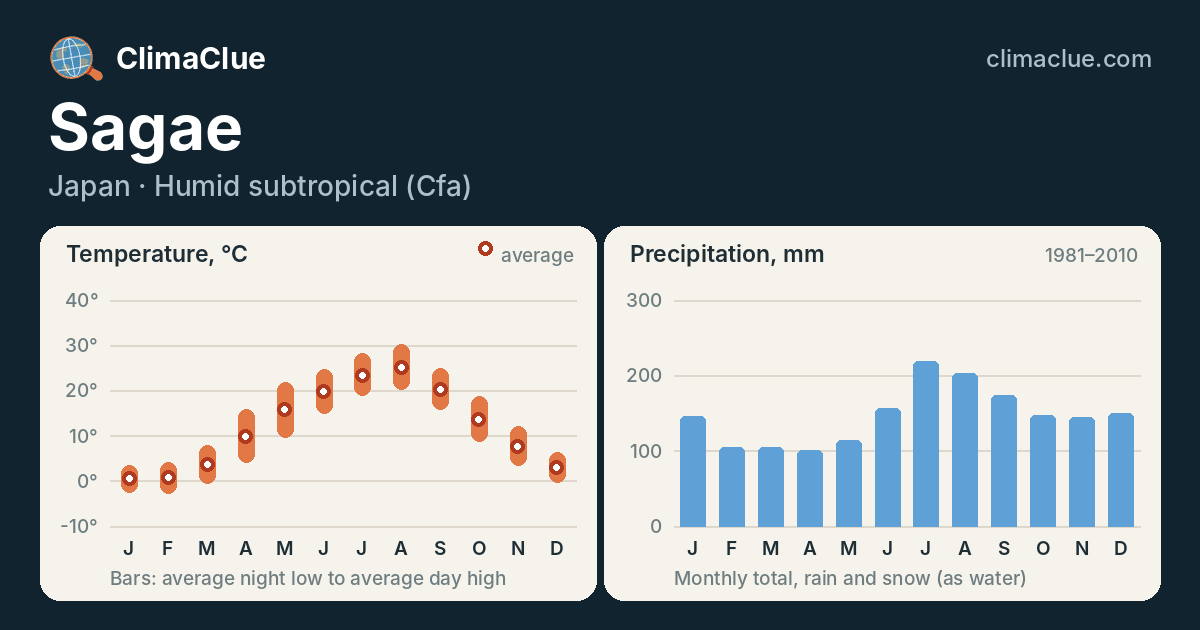 ClimaClue
climaclue.com
Sagae
Japan · Humid subtropical (Cfa)
Temperature, °C
average
40°
30°
20°
10°
0°
-10°
J F M A M J J A S O N D
Bars: average night low to average day high
Precipitation, mm
1981–2010
300
200
100
0
J F M A M J J A S O N D
Monthly total, rain and snow (as water)